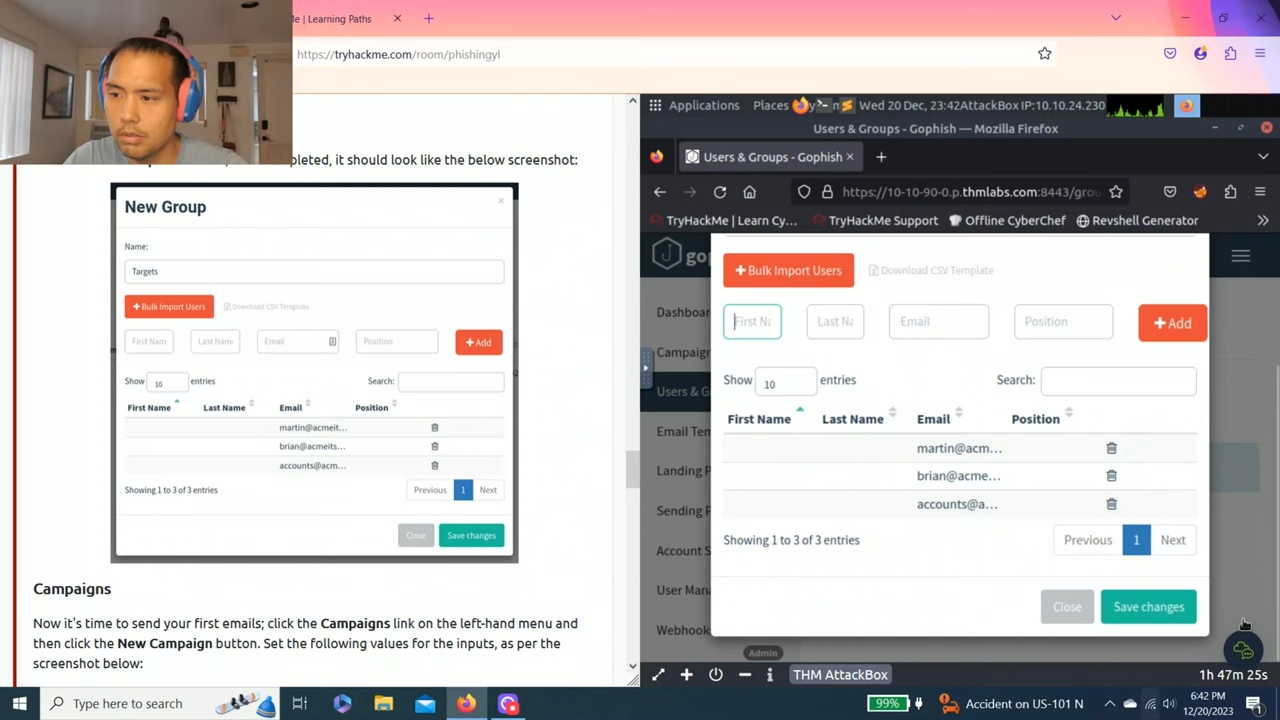 Me | Learning Paths
https://tryhackme.com/room/phishingyl
pleted, it should look like the below screenshot:
New Group
Name:
Targets
+ Bulk Import Users
Download CSV Template
First Nam
Last Name
Email
Position
+ Add
Show 10 entries
Search:
First Name Last Name Email Position
martin@acmeit...
brian@acmeits...
accounts@acm...
Showing 1 to 3 of 3 entries
Previous 1 Next
Close Save changes
Campaigns
Now it's time to send your first emails; click the Campaigns link on the left-hand menu and
then click the New Campaign button. Set the following values for the inputs, as per the
screenshot below:
Applications Places Wed 20 Dec, 23:42 AttackBox IP:10.10.24.230
Users & Groups - Gophish — Mozilla Firefox
Users & Groups - Gophish
https://10-10-90-0.p.thmlabs.com:8443/grou
TryHackMe | Learn Cy... TryHackMe Support Offline CyberChef Revshell Generator
gop
Dashboar
Campaign
Users & G
Email Tem
Landing P
Sending P
Account S
User Mana
Webhooks
Admin
+ Bulk Import Users
Download CSV Template
First Na
Last Na
Email
Position
+ Add
Show 10 entries
Search:
First Name Last Name Email Position
martin@acm...
brian@acme...
accounts@a...
Showing 1 to 3 of 3 entries
Previous 1 Next
Close Save changes
THM AttackBox
1h 47m 25s
Type here to search
99%
Accident on US-101 N
6:42 PM
12/20/2023
1